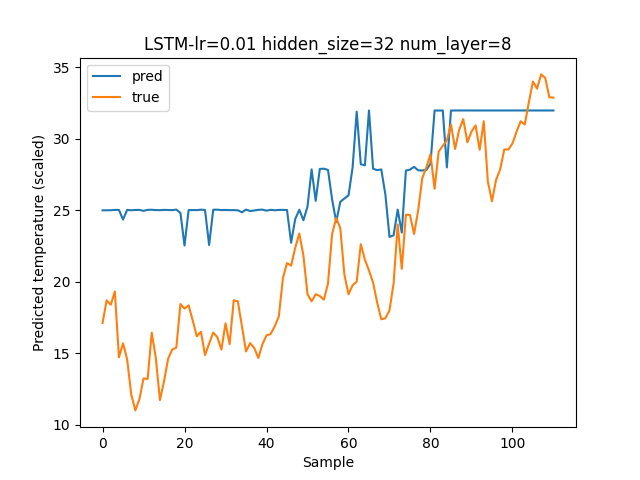 LSTM-lr=0.01 hidden_size=32 num_layer=8
pred
true
Predicted temperature (scaled)
35
30
25
20
15
10
0 20 40 60 80 100
Sample